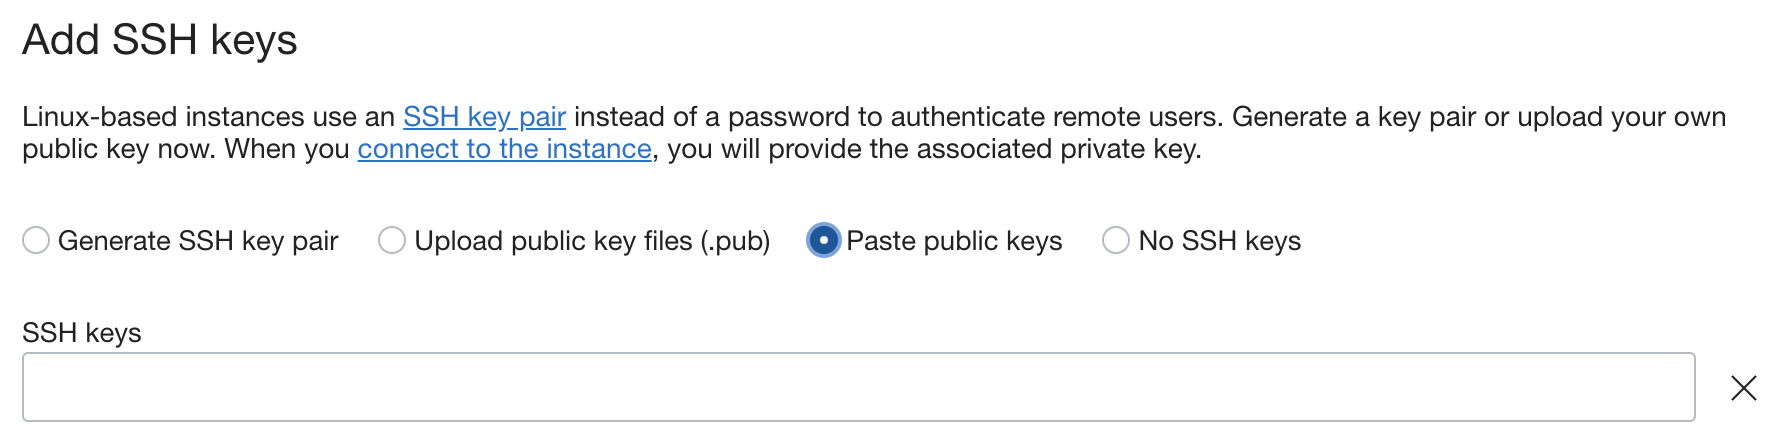 Add SSH keys
Linux-based instances use an SSH key pair instead of a password to authenticate remote users. Generate a key pair or upload your own
public key now. When you connect to the instance, you will provide the associated private key.
Generate SSH key pair Upload public key files (.pub) Paste public keys No SSH keys
SSH keys